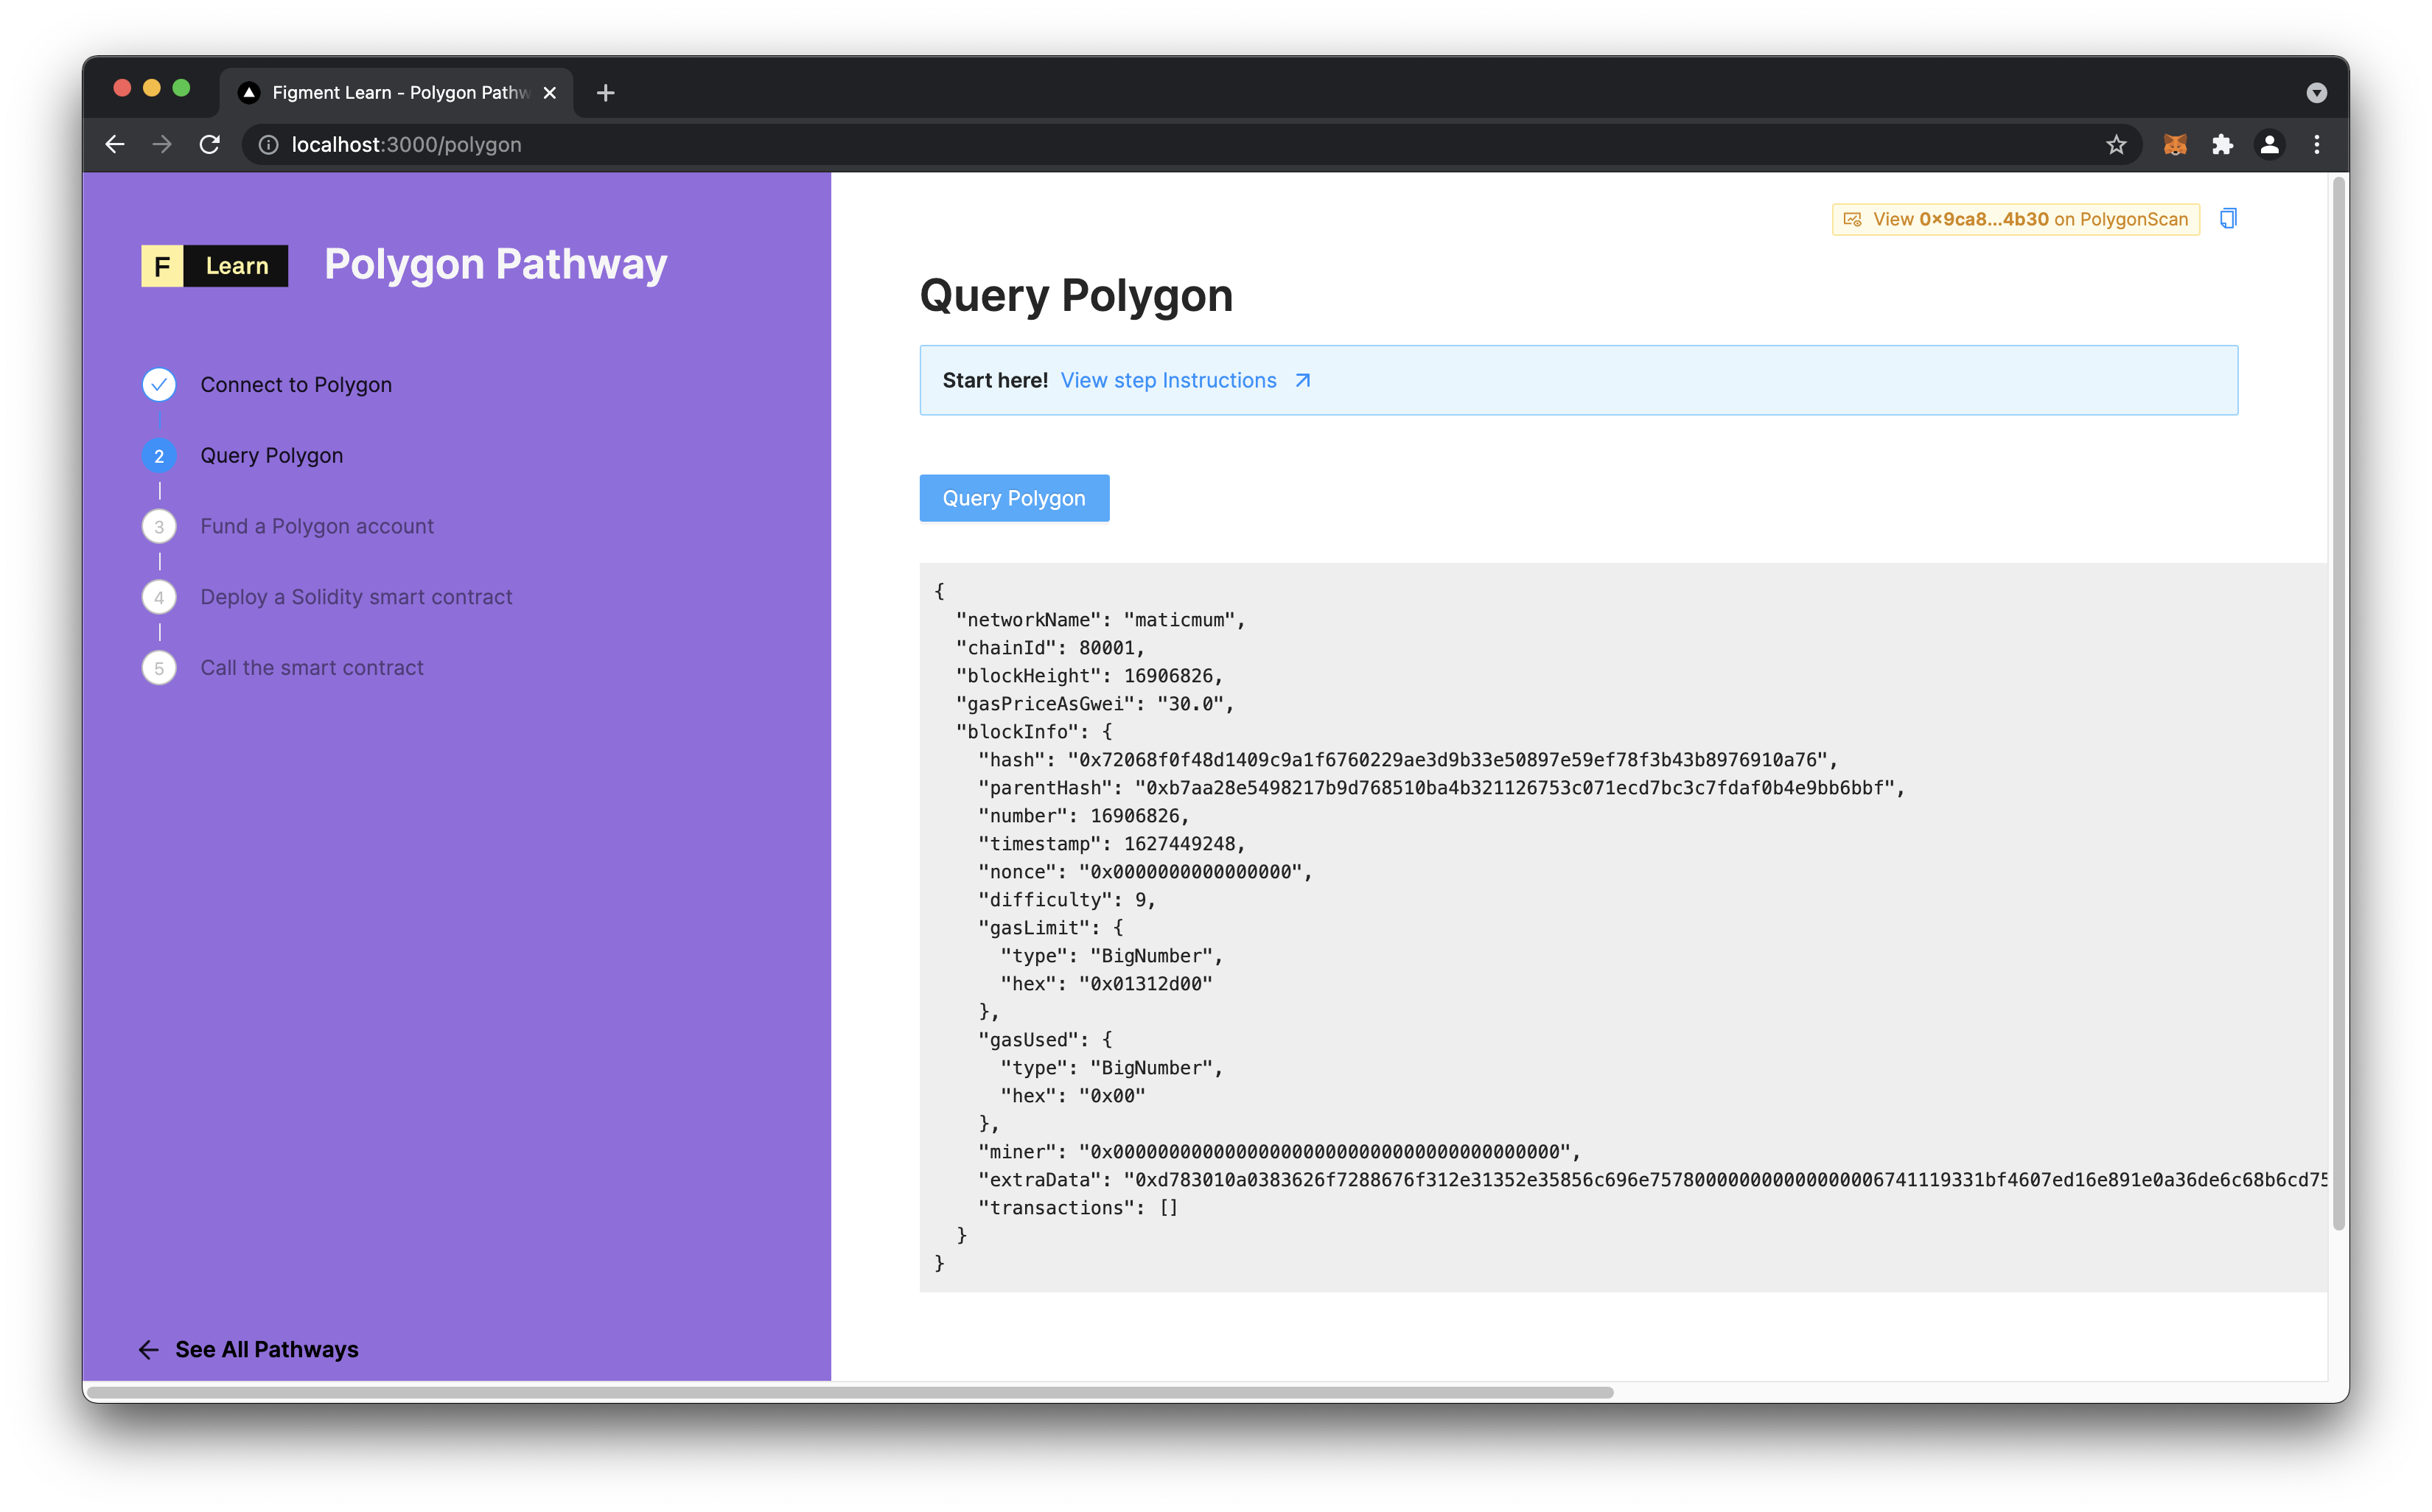 Figment Learn - Polygon Pathw
localhost:3000/polygon
F Learn
Polygon Pathway
Connect to Polygon
2 Query Polygon
3 Fund a Polygon account
4 Deploy a Solidity smart contract
5 Call the smart contract
See All Pathways
View 0×9ca8...4b30 on PolygonScan
Query Polygon
Start here! View step Instructions
Query Polygon
{
"networkName": "maticmum",
"chainId": 80001,
"blockHeight": 16906826,
"gasPriceAsGwei": "30.0",
"blockInfo": {
"hash": "0x72068f0f48d1409c9a1f6760229ae3d9b33e50897e59ef78f3b43b8976910a76",
"parentHash": "0xb7aa28e5498217b9d768510ba4b321126753c071ecd7bc3c7fdaf0b4e9bb6bbf",
"number": 16906826,
"timestamp": 1627449248,
"nonce": "0x0000000000000000",
"difficulty": 9,
"gasLimit": {
"type": "BigNumber",
"hex": "0x01312d00"
},
"gasUsed": {
"type": "BigNumber",
"hex": "0x00"
},
"miner": "0x0000000000000000000000000000000000000000",
"extraData": "0xd783010a0383626f7288676f312e31352e35856c696e757800000000000000006741119331bf4607ed16e891e0a36de6c68b6cd75
"transactions": []
}
}